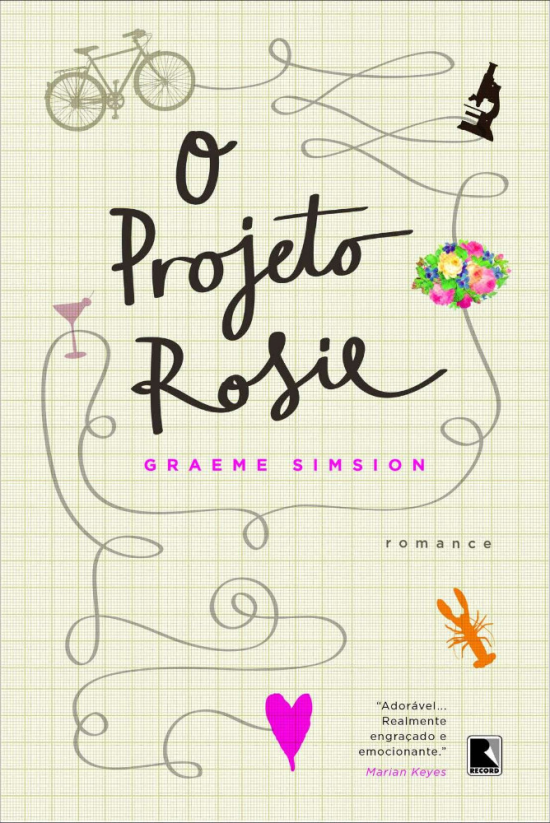 O
Projeto
Rosie
GRAEME SIMSION
romance
“Adorável...
Realmente
engraçado e
emocionante.”
Marian Keyes
R
RECORD